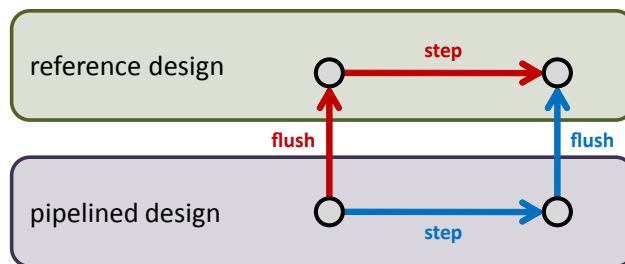 step
reference design
flush
flush
pipelined design
step